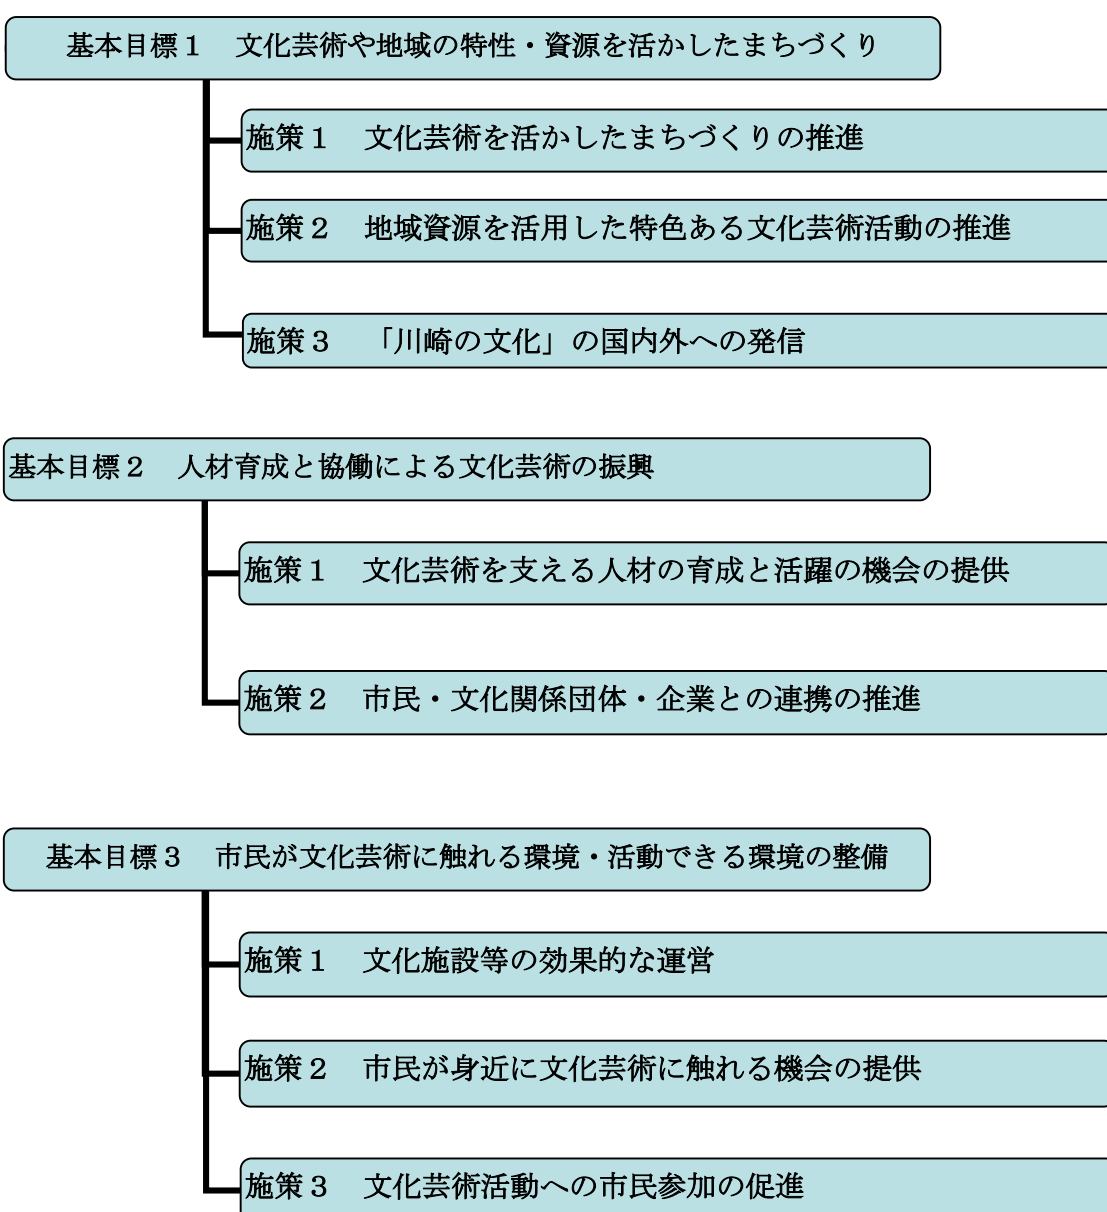 基本目標１　文化芸術や地域の特性・資源を活かしたまちづくり
施策１　文化芸術を活かしたまちづくりの推進
施策２　地域資源を活用した特色ある文化芸術活動の推進
施策３　「川崎の文化」の国内外への発信
基本目標２　人材育成と協働による文化芸術の振興
施策１　文化芸術を支える人材の育成と活躍の機会の提供
施策２　市民・文化関係団体・企業との連携の推進
基本目標３　市民が文化芸術に触れる環境・活動できる環境の整備
施策１　文化施設等の効果的な運営
施策２　市民が身近に文化芸術に触れる機会の提供
施策３　文化芸術活動への市民参加の促進